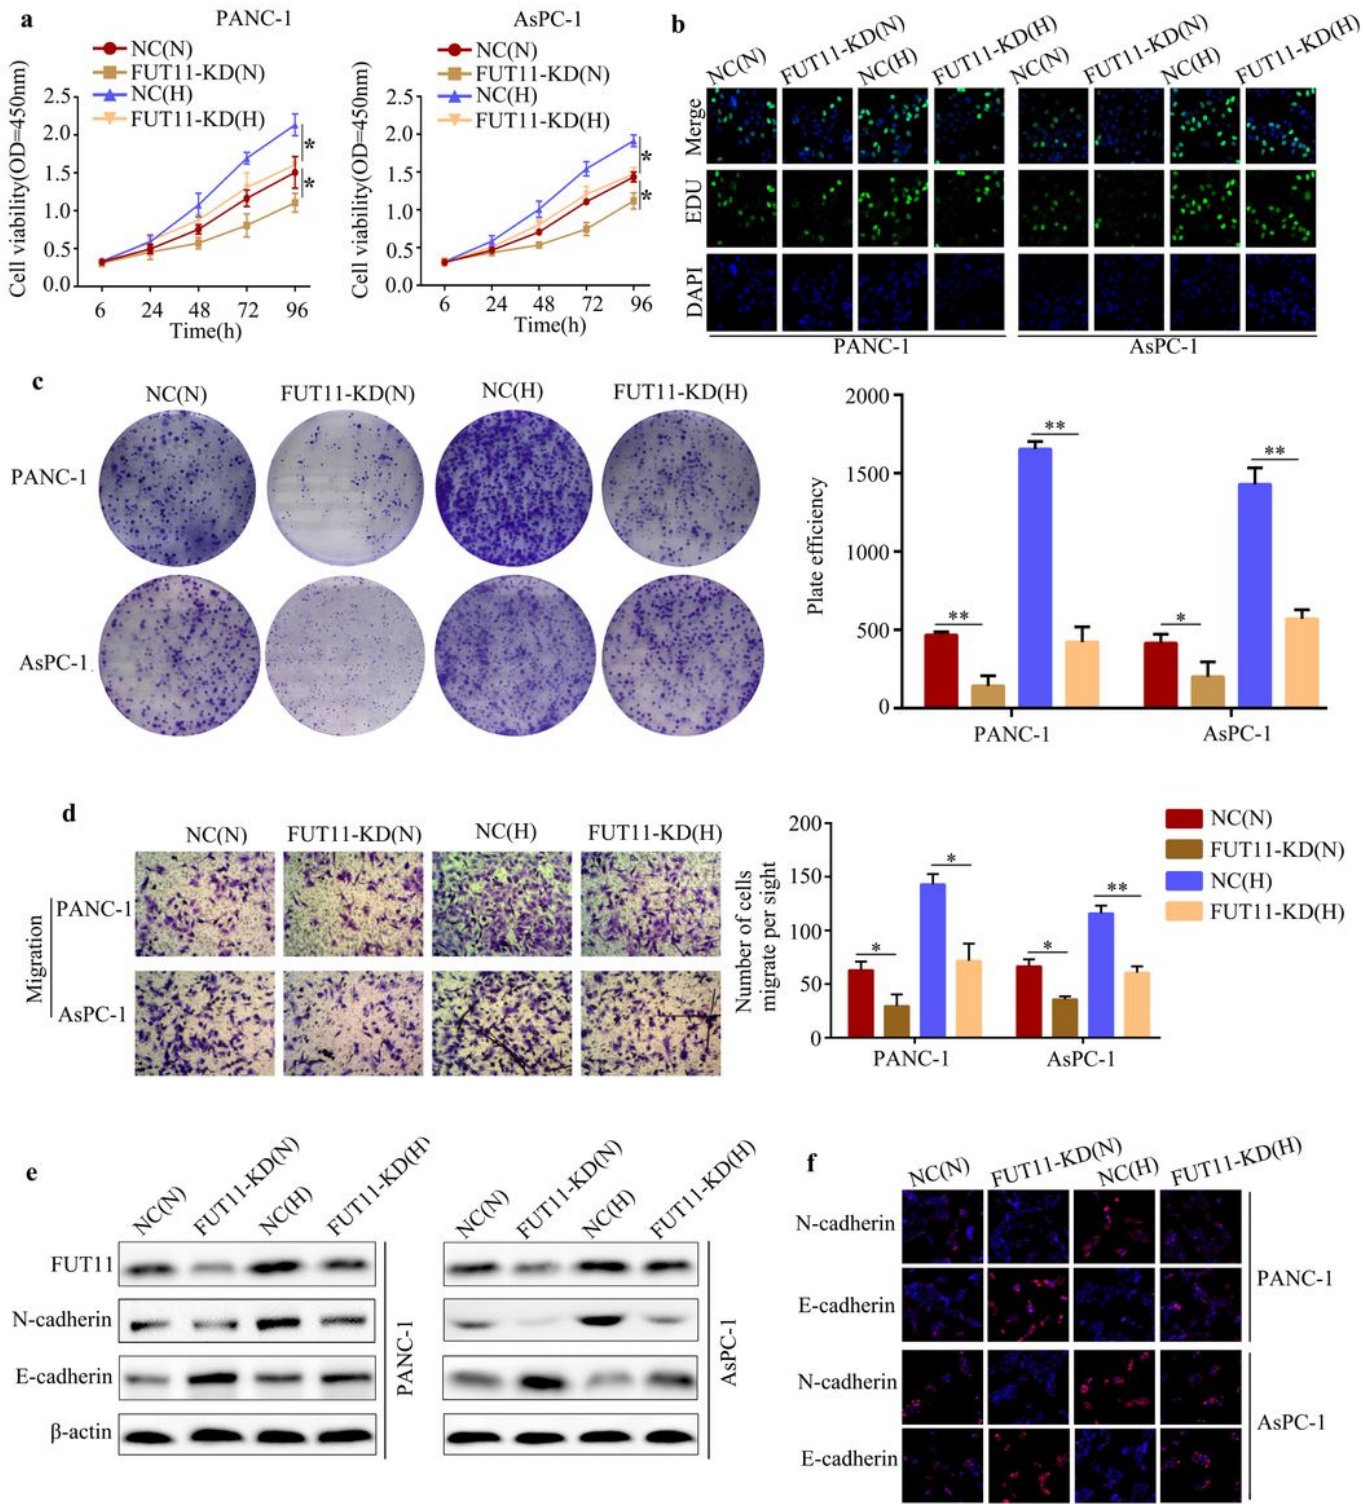 a
PANC-1
NC(N)
FUT11-KD(N)
NC(H)
FUT11-KD(H)
Cell viability(OD=450nm)
2.5
2.0
1.5
1.0
0.5
0.0
*
*
6 24 48 72 96
Time(h)
AsPC-1
NC(N)
FUT11-KD(N)
NC(H)
FUT11-KD(H)
Cell viability(OD=450nm)
2.5
2.0
1.5
1.0
0.5
0.0
*
*
6 24 48 72 96
Time(h)
b
NC(N) FUT11-KD(N) NC(H) FUT11-KD(H) NC(N) FUT11-KD(N) NC(H) FUT11-KD(H)
Merge
EDU
DAPI
PANC-1 AsPC-1
c
NC(N) FUT11-KD(N) NC(H) FUT11-KD(H)
PANC-1
AsPC-1
Plate efficiency
2000
1500
1000
500
0
** ** * **
PANC-1 AsPC-1
d
NC(N) FUT11-KD(N) NC(H) FUT11-KD(H)
Migration
PANC-1
AsPC-1
Number of cells
migrate per sight
200
150
100
50
0
* * * **
PANC-1 AsPC-1
NC(N)
FUT11-KD(N)
NC(H)
FUT11-KD(H)
e
NC(N) FUT11-KD(N) NC(H) FUT11-KD(H)
FUT11
N-cadherin
E-cadherin
β-actin
PANC-1
NC(N) FUT11-KD(N) NC(H) FUT11-KD(H)
AsPC-1
f
NC(N) FUT11-KD(N) NC(H) FUT11-KD(H)
N-cadherin
E-cadherin
PANC-1
N-cadherin
E-cadherin
AsPC-1